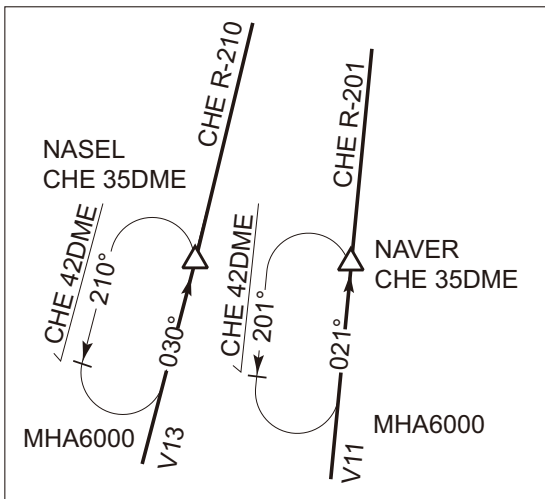 CHE R-210
NASEL
CHE 35DME
CHE 42DME
210°
030°
MHA6000
V13
CHE R-201
NAVER
CHE 35DME
CHE 42DME
201°
021°
MHA6000
V11